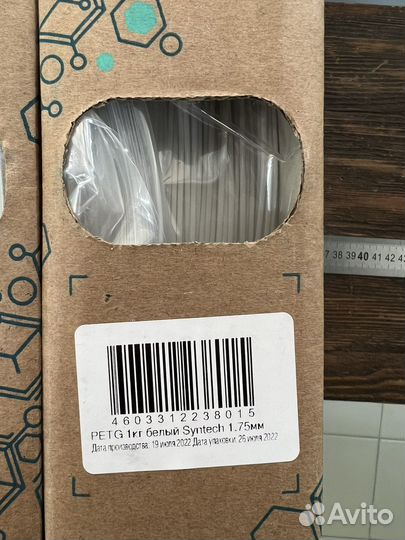 7 38 39 40 41 42 43
4603312238015
PETG 1кг белый Syntech 1.75мм
Дата производства: 19 июля 2022 Дата упаковки: 26 июля 2022
Avito